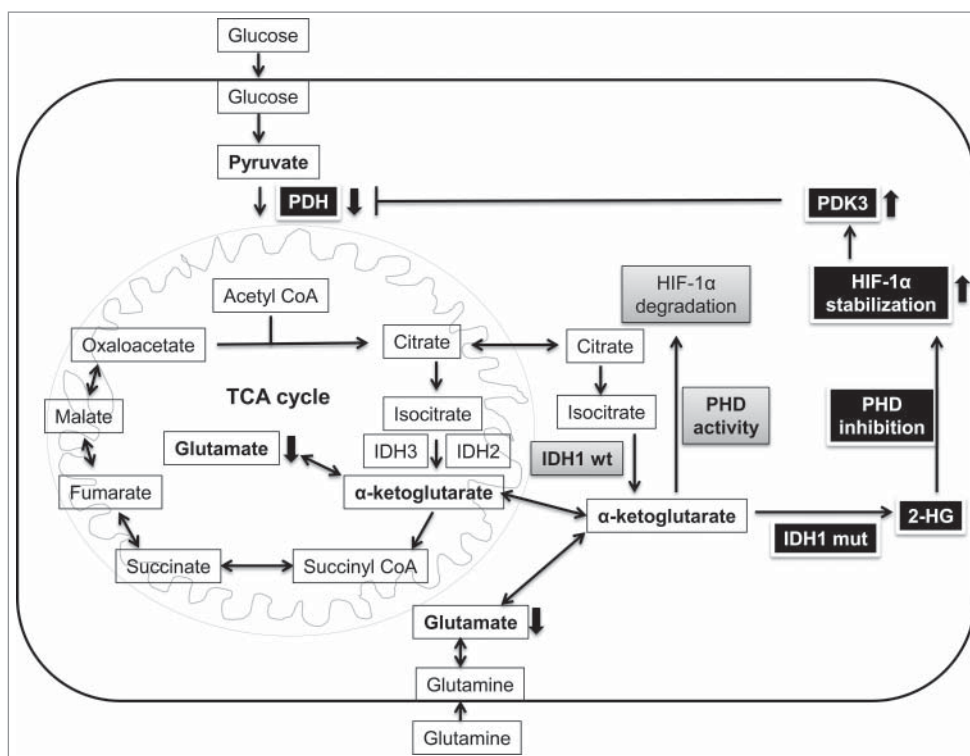 Glucose
Glucose
Pyruvate
PDH
PDK3
HIF-1α
stabilization
HIF-1α
degradation
Acetyl CoA
Oxaloacetate
Citrate
Citrate
TCA cycle
Malate
Isocitrate
Isocitrate
PHD
activity
PHD
inhibition
Glutamate
IDH3
IDH2
IDH1 wt
Fumarate
α-ketoglutarate
α-ketoglutarate
2-HG
IDH1 mut
Succinate
Succinyl CoA
Glutamate
Glutamine
Glutamine